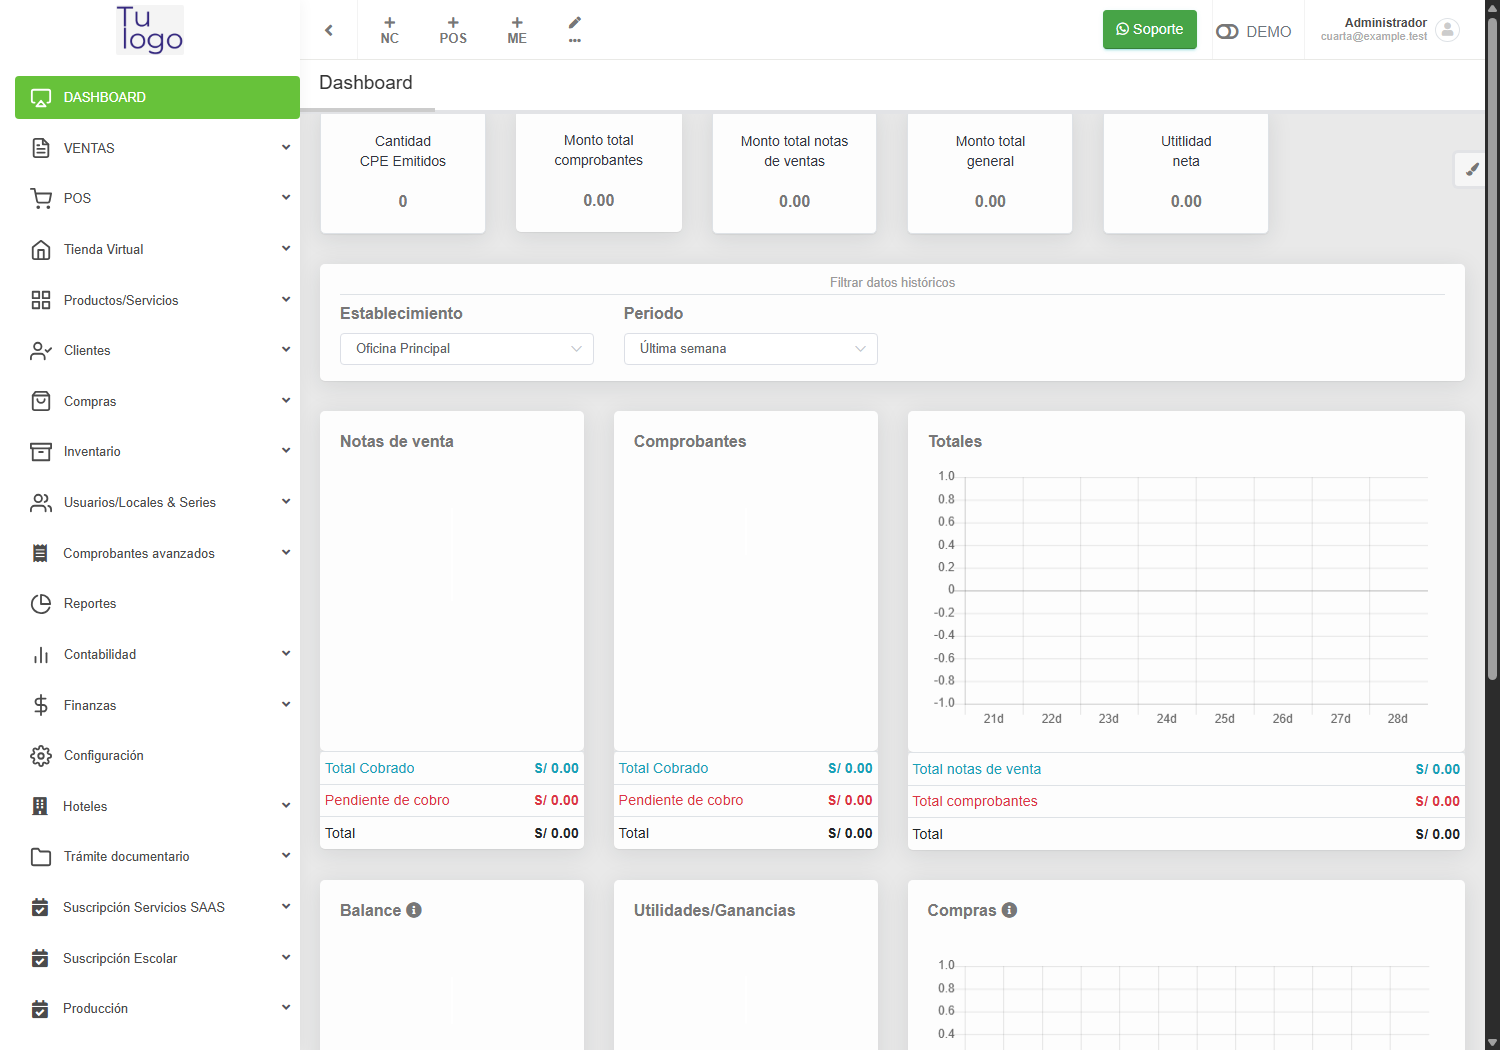 Tu
logo
NC
POS
ME
Soporte
DEMO
Administrador
cuarta@example.test
DASHBOARD
VENTAS
POS
Tienda Virtual
Productos/Servicios
Clientes
Compras
Inventario
Usuarios/Locales & Series
Comprobantes avanzados
Reportes
Contabilidad
Finanzas
Configuración
Hoteles
Trámite documentario
Suscripción Servicios SAAS
Suscripción Escolar
Producción
Dashboard
Cantidad
CPE Emitidos
0
Monto total
comprobantes
0.00
Monto total notas
de ventas
0.00
Monto total
general
0.00
Utitlidad
neta
0.00
Filtrar datos históricos
Establecimiento
Oficina Principal
Periodo
Última semana
Notas de venta
Total Cobrado S/ 0.00
Pendiente de cobro S/ 0.00
Total S/ 0.00
Comprobantes
Total Cobrado S/ 0.00
Pendiente de cobro S/ 0.00
Total S/ 0.00
Totales
1.0
0.8
0.6
0.4
0.2
0
-0.2
-0.4
-0.6
-0.8
-1.0
21d 22d 23d 24d 25d 26d 27d 28d
Total notas de venta S/ 0.00
Total comprobantes S/ 0.00
Total S/ 0.00
Balance
Utilidades/Ganancias
Compras
1.0
0.8
0.6
0.4